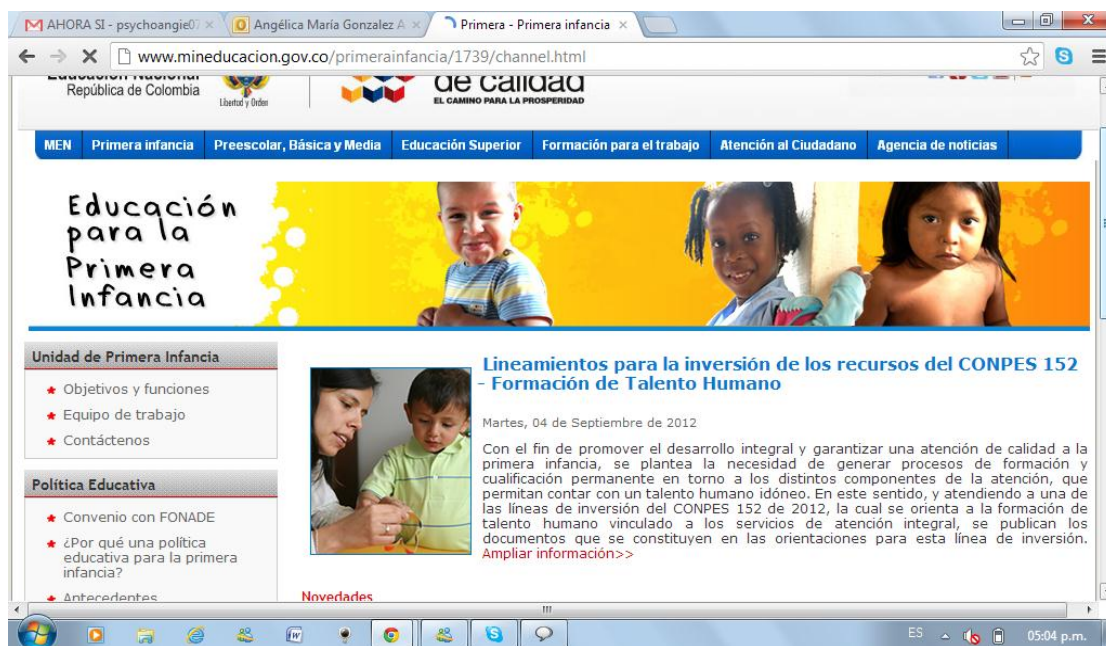 AHORA SI - psychoangie07
Angélica María Gonzalez A
Primera - Primera infancia
www.mineducacion.gov.co/primerainfancia/1739/channel.html
Educación Nacional
República de Colombia
Libertad y Orden
de calidad
EL CAMINO PARA LA PROSPERIDAD
MEN Primera infancia Preescolar, Básica y Media Educación Superior Formación para el trabajo Atención al Ciudadano Agencia de noticias
Educación
para la
Primera
Infancia
Unidad de Primera Infancia
Objetivos y funciones
Equipo de trabajo
Contáctenos
Política Educativa
Convenio con FONADE
¿Por qué una política
educativa para la primera
infancia?
Antecedentes
Lineamientos para la inversión de los recursos del CONPES 152
- Formación de Talento Humano
Martes, 04 de Septiembre de 2012
Con el fin de promover el desarrollo integral y garantizar una atención de calidad a la
primera infancia, se plantea la necesidad de generar procesos de formación y
cualificación permanente en torno a los distintos componentes de la atención, que
permitan contar con un talento humano idóneo. En este sentido, y atendiendo a una de
las líneas de inversión del CONPES 152 de 2012, la cual se orienta a la formación de
talento humano vinculado a los servicios de atención integral, se publican los
documentos que se constituyen en las orientaciones para esta línea de inversión.
Ampliar información>>
Novedades
ES 05:04 p.m.